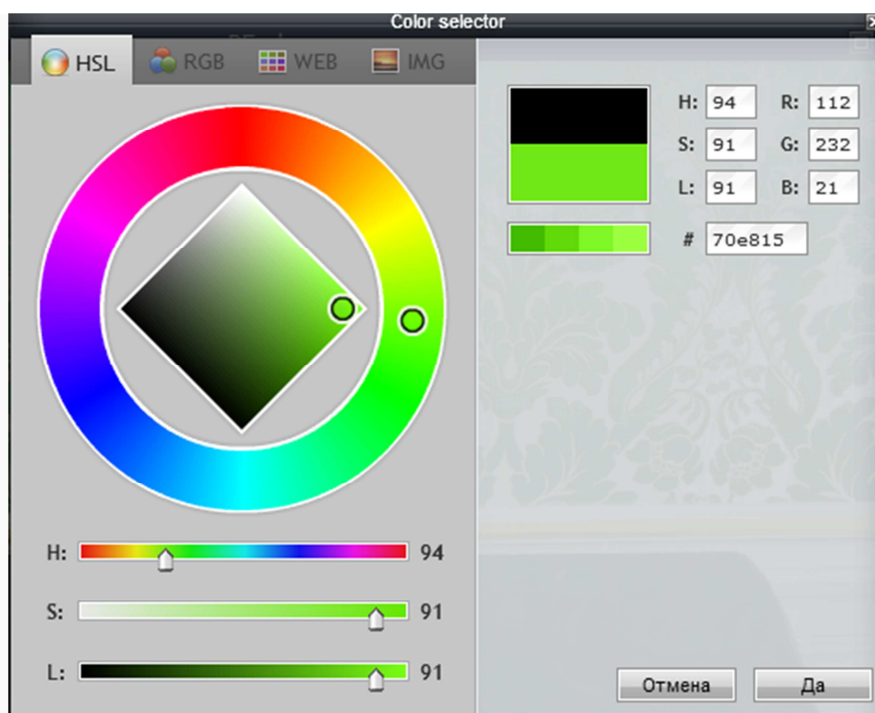 Color selector
HSL RGB WEB IMG
H: 94 R: 112
S: 91 G: 232
L: 91 B: 21
# 70e815
H: 94
S: 91
L: 91
Отмена Да